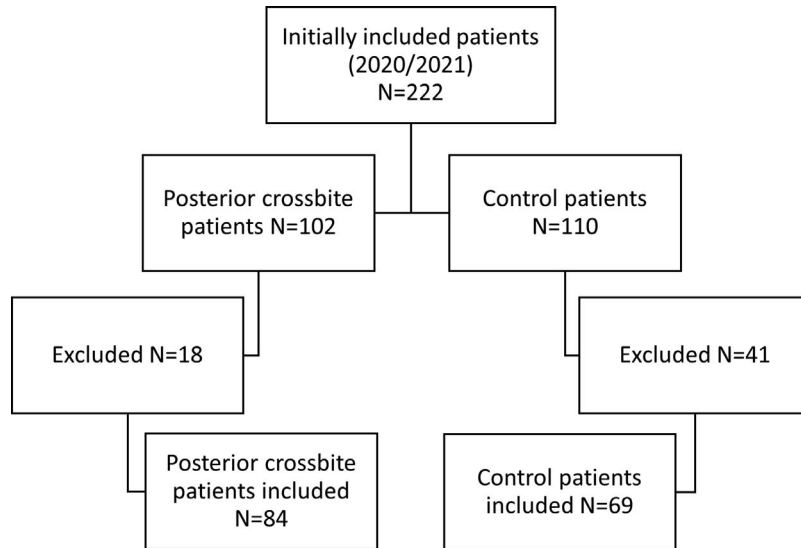 Initially included patients
(2020/2021)
N=222
Posterior crossbite
patients N=102
Control patients
N=110
Excluded N=18
Excluded N=41
Posterior crossbite
patients included
N=84
Control patients
included N=69